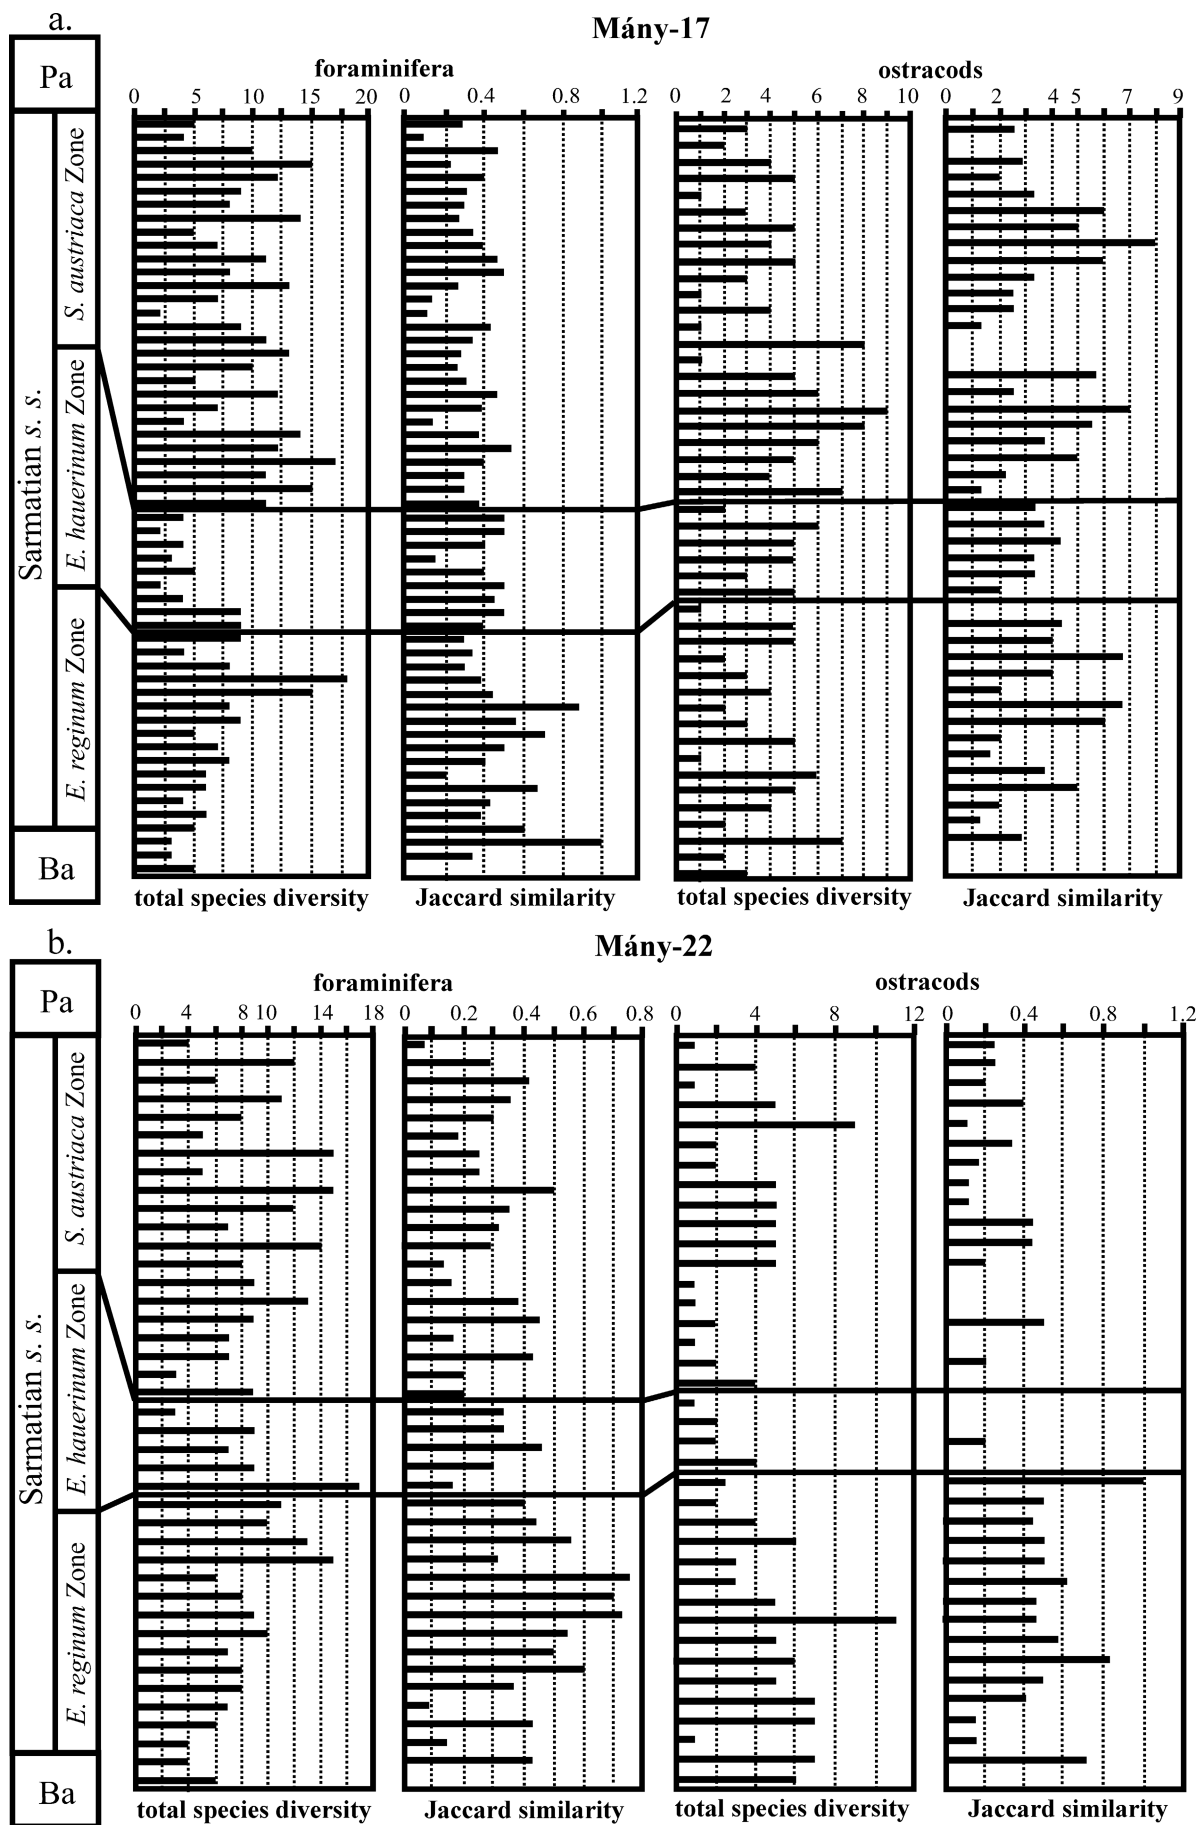 a.
Mány-17
foraminifera
ostracods
Pa
0 5 10 15 20
0 0.4 0.8 1.2
0 2 4 6 8 10
0 2 4 5 7 9
Sarmatian s. s.
S. austriaca Zone
E. hauerinum Zone
E. reginum Zone
Ba
total species diversity
Jaccard similarity
total species diversity
Jaccard similarity
b.
Mány-22
foraminifera
ostracods
Pa
0 4 8 10 14 18
0 0.2 0.4 0.6 0.8
0 4 8 12
0 0.4 0.8 1.2
Sarmatian s. s.
S. austriaca Zone
E. hauerinum Zone
E. reginum Zone
Ba
total species diversity
Jaccard similarity
total species diversity
Jaccard similarity